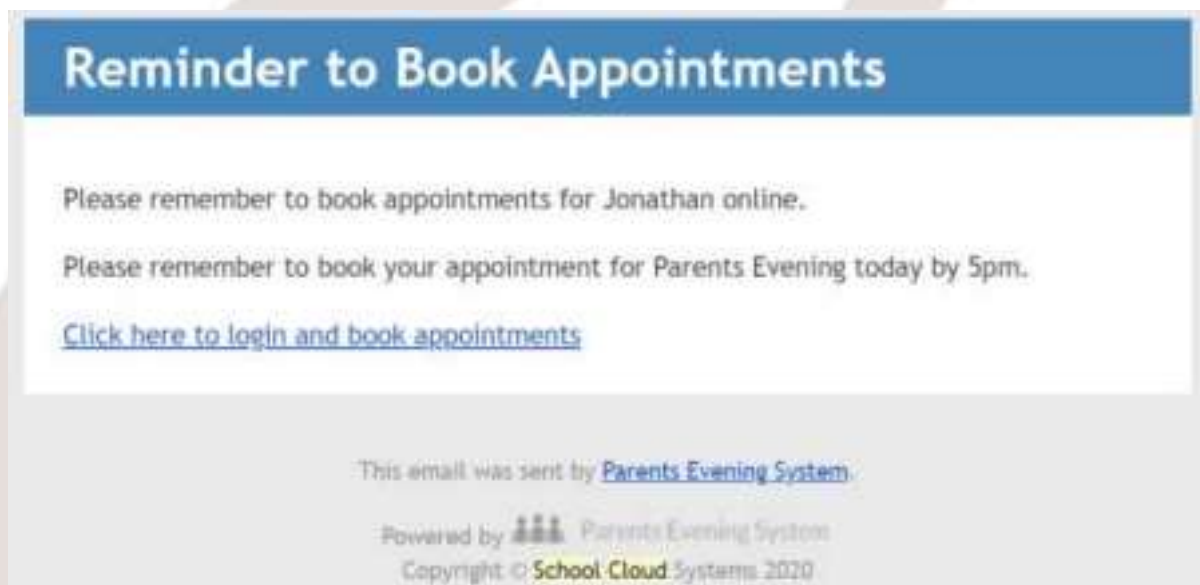 Reminder to Book Appointments
Please remember to book appointments for Jonathan online.
Please remember to book your appointment for Parents Evening today by 5pm.
Click here to login and book appointments
This email was sent by Parents Evening System.
Powered by Parents Evening System
Copyright © School Cloud Systems 2020